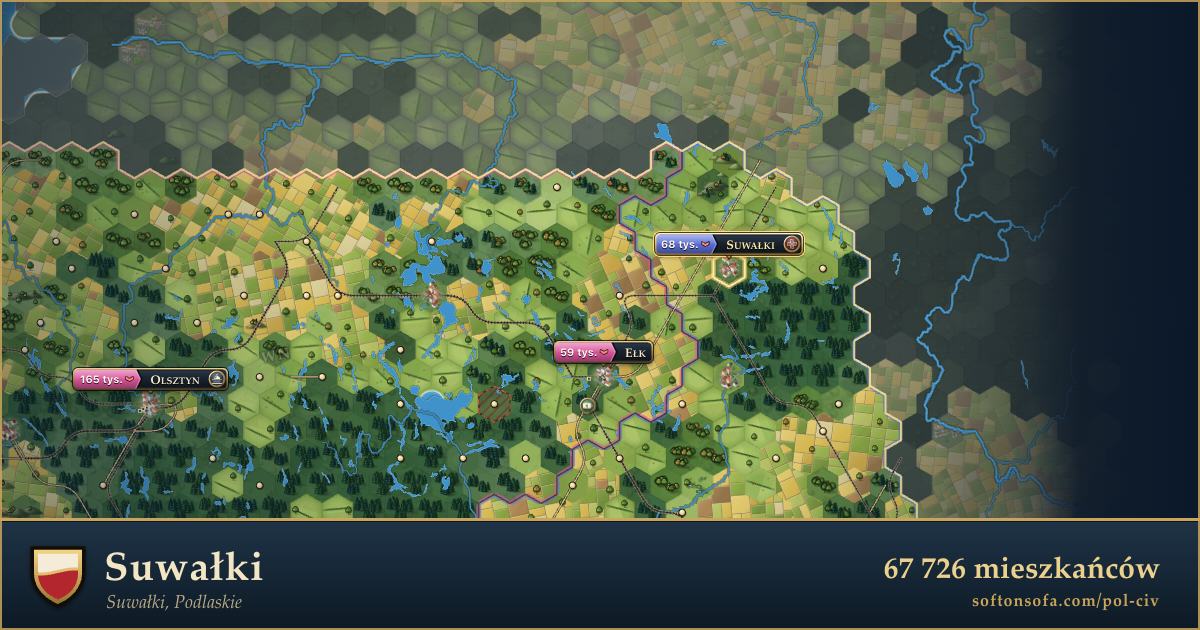 68 tys. Suwałki
59 tys. Ełk
165 tys. Olsztyn
Suwałki
Suwałki, Podlaskie
67 726 mieszkańców
softonsofa.com/pol-civ